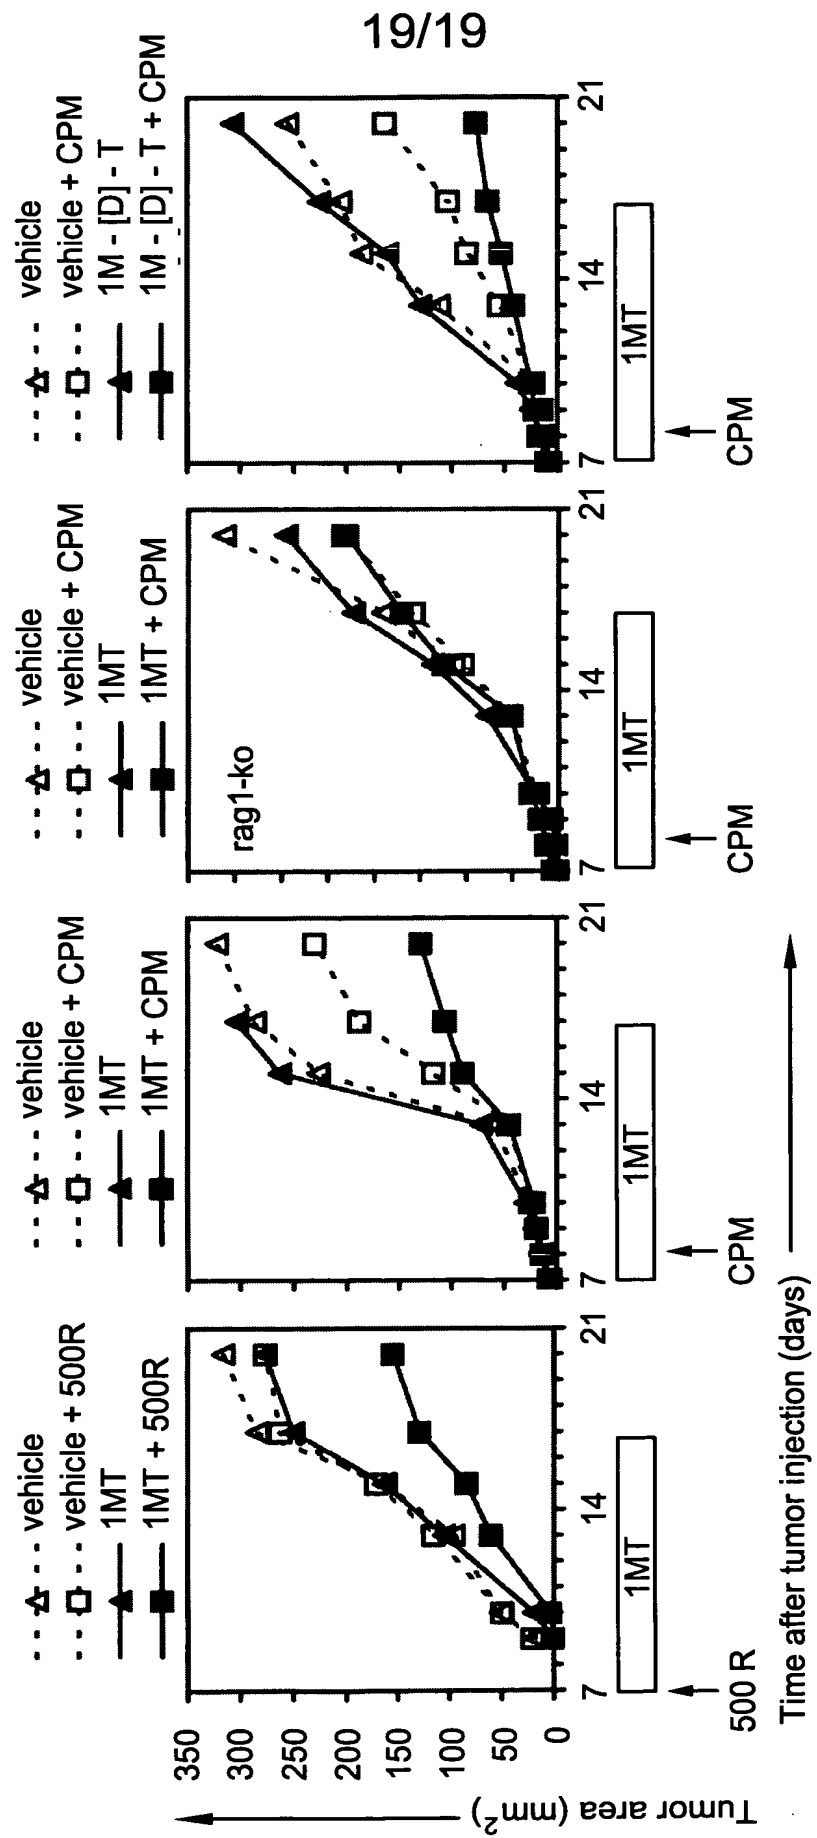 19/19
vehicle
vehicle + 500R
1MT
1MT + 500R
vehicle
vehicle + CPM
1MT
1MT + CPM
vehicle
vehicle + CPM
1MT
1MT + CPM
vehicle
vehicle + CPM
1M - [D] - T
1M - [D] - T + CPM
Tumor area (mm²)
350
300
250
200
150
100
50
0
rag1-ko
7 14 21
7 14 21
7 14 21
7 14 21
1MT
1MT
1MT
1MT
500 R
CPM
CPM
CPM
Time after tumor injection (days)